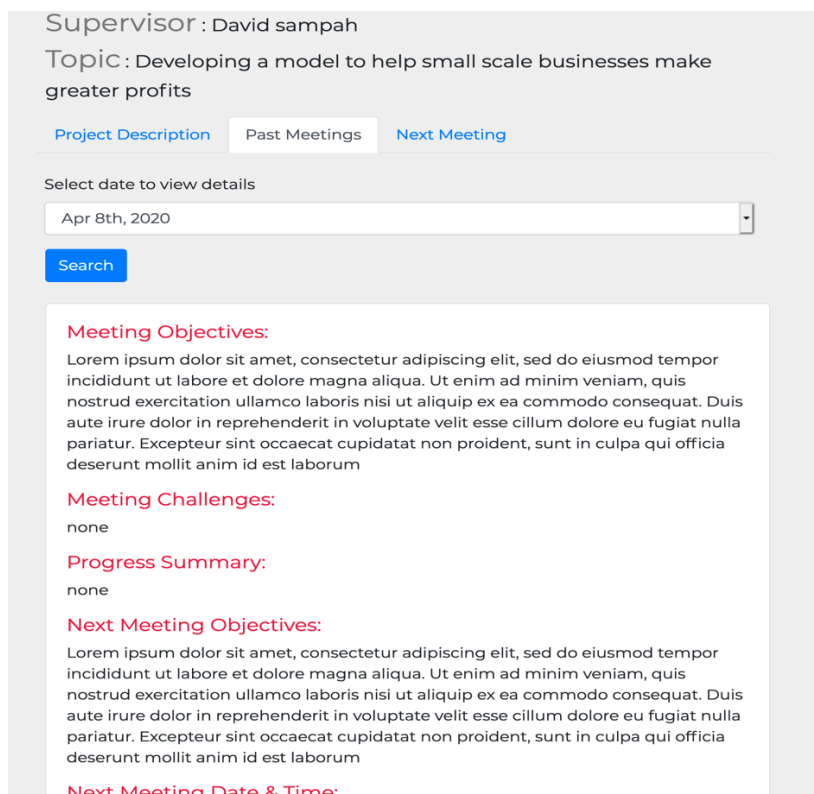 Supervisor : David sampah
Topic : Developing a model to help small scale businesses make
greater profits
Project Description Past Meetings Next Meeting
Select date to view details
Apr 8th, 2020
Search
Meeting Objectives:
Lorem ipsum dolor sit amet, consectetur adipiscing elit, sed do eiusmod tempor
incididunt ut labore et dolore magna aliqua. Ut enim ad minim veniam, quis
nostrud exercitation ullamco laboris nisi ut aliquip ex ea commodo consequat. Duis
aute irure dolor in reprehenderit in voluptate velit esse cillum dolore eu fugiat nulla
pariatur. Excepteur sint occaecat cupidatat non proident, sunt in culpa qui officia
deserunt mollit anim id est laborum
Meeting Challenges:
none
Progress Summary:
none
Next Meeting Objectives:
Lorem ipsum dolor sit amet, consectetur adipiscing elit, sed do eiusmod tempor
incididunt ut labore et dolore magna aliqua. Ut enim ad minim veniam, quis
nostrud exercitation ullamco laboris nisi ut aliquip ex ea commodo consequat. Duis
aute irure dolor in reprehenderit in voluptate velit esse cillum dolore eu fugiat nulla
pariatur. Excepteur sint occaecat cupidatat non proident, sunt in culpa qui officia
deserunt mollit anim id est laborum
Next Meeting Date & Time: